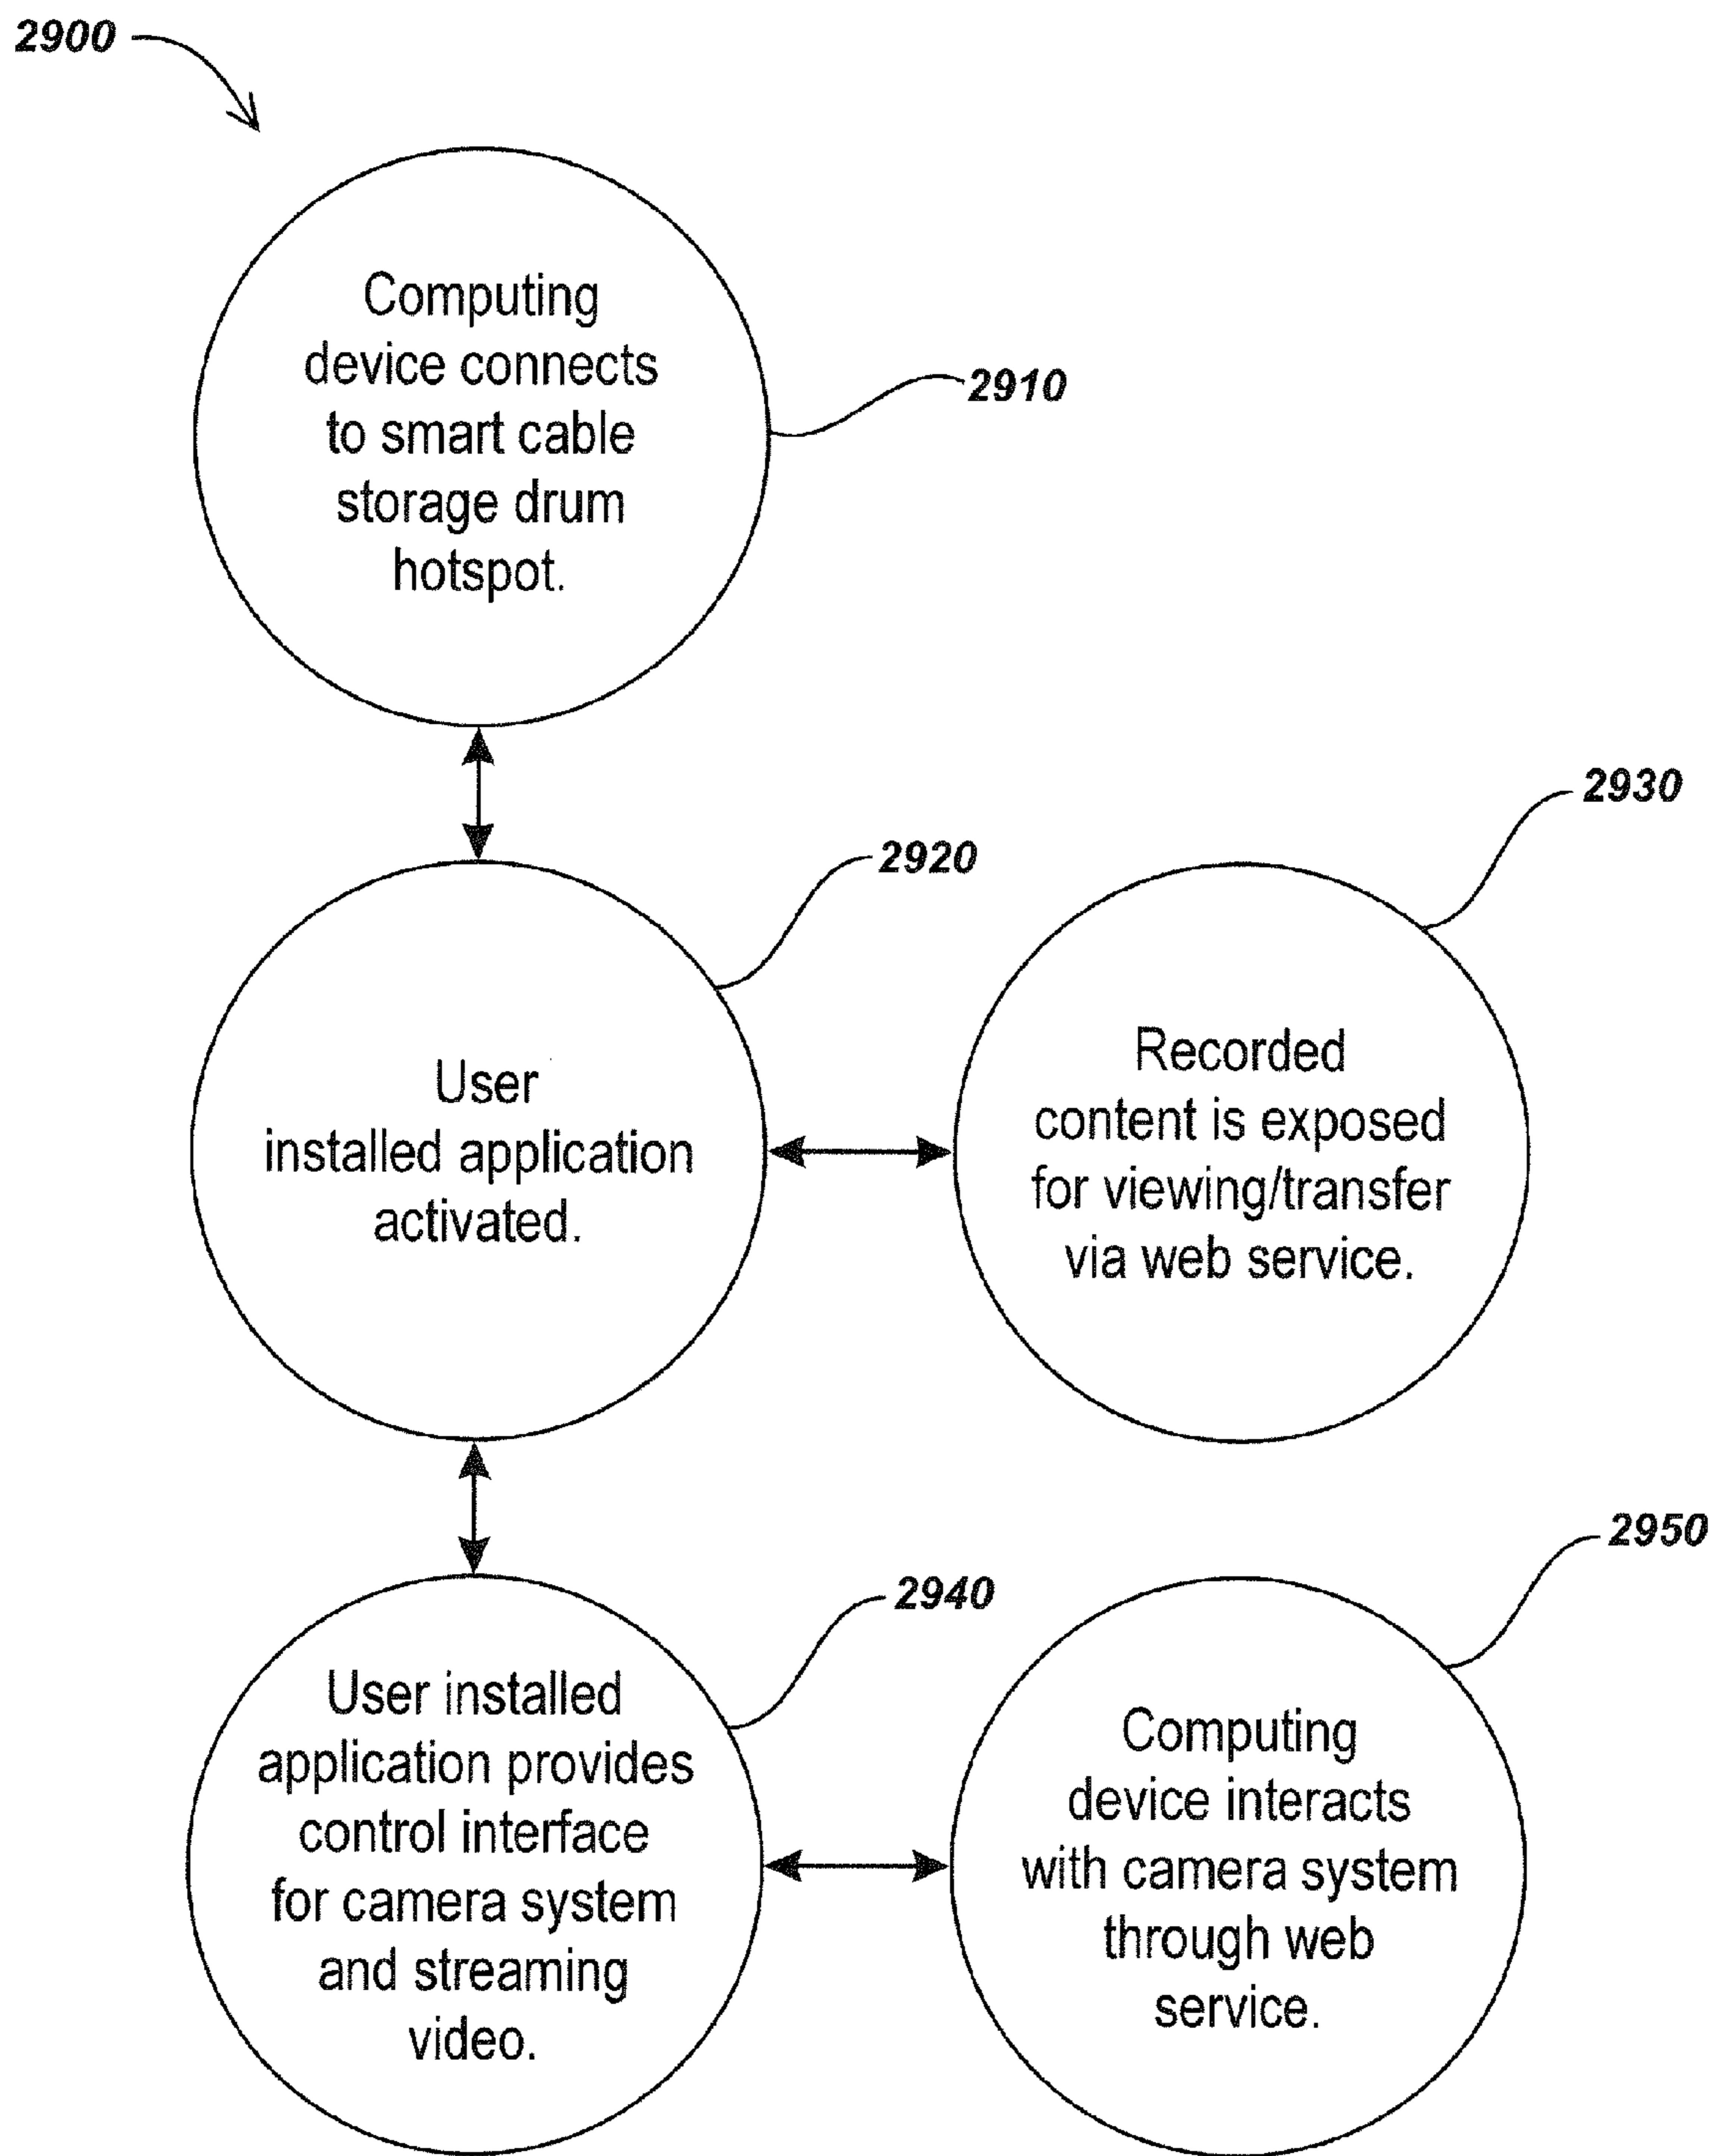 2900
Computing
device connects
to smart cable
storage drum
hotspot.
2910
2920
User
installed application
activated.
2930
Recorded
content is exposed
for viewing/transfer
via web service.
2940
User installed
application provides
control interface
for camera system
and streaming
video.
2950
Computing
device interacts
with camera system
through web
service.